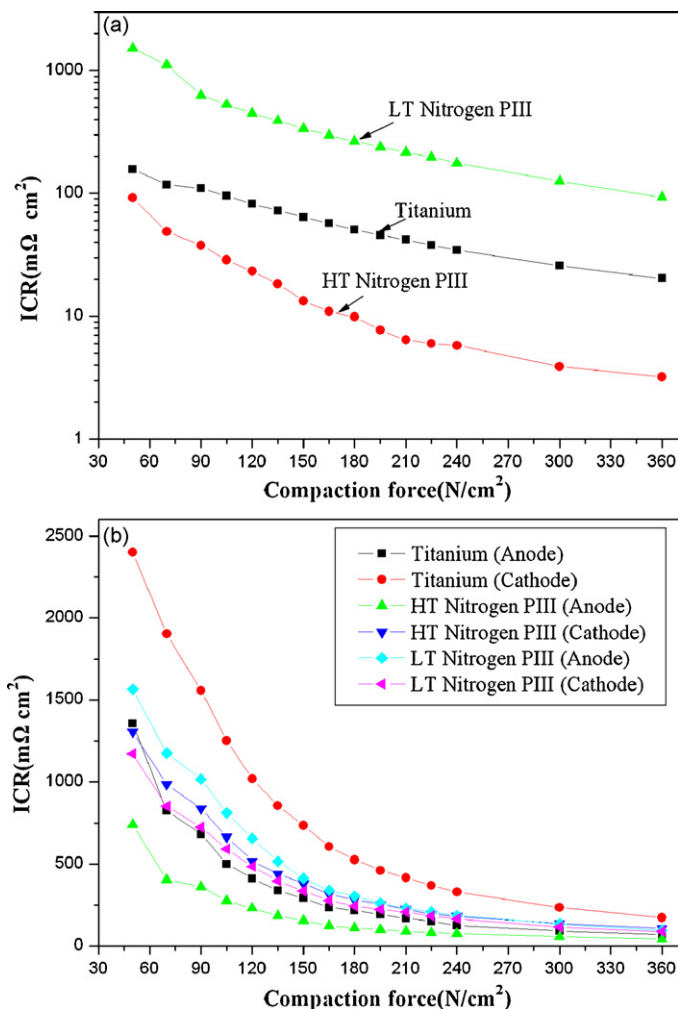 (a)
1000
100
10
1
ICR(mΩ cm²)
LT Nitrogen PIII
Titanium
HT Nitrogen PIII
30 60 90 120 150 180 210 240 270 300 330 360
Compaction force(N/cm²)
(b)
2500
2000
1500
1000
500
0
ICR(mΩ cm²)
Titanium (Anode)
Titanium (Cathode)
HT Nitrogen PIII (Anode)
HT Nitrogen PIII (Cathode)
LT Nitrogen PIII (Anode)
LT Nitrogen PIII (Cathode)
30 60 90 120 150 180 210 240 270 300 330 360
Compaction force(N/cm²)